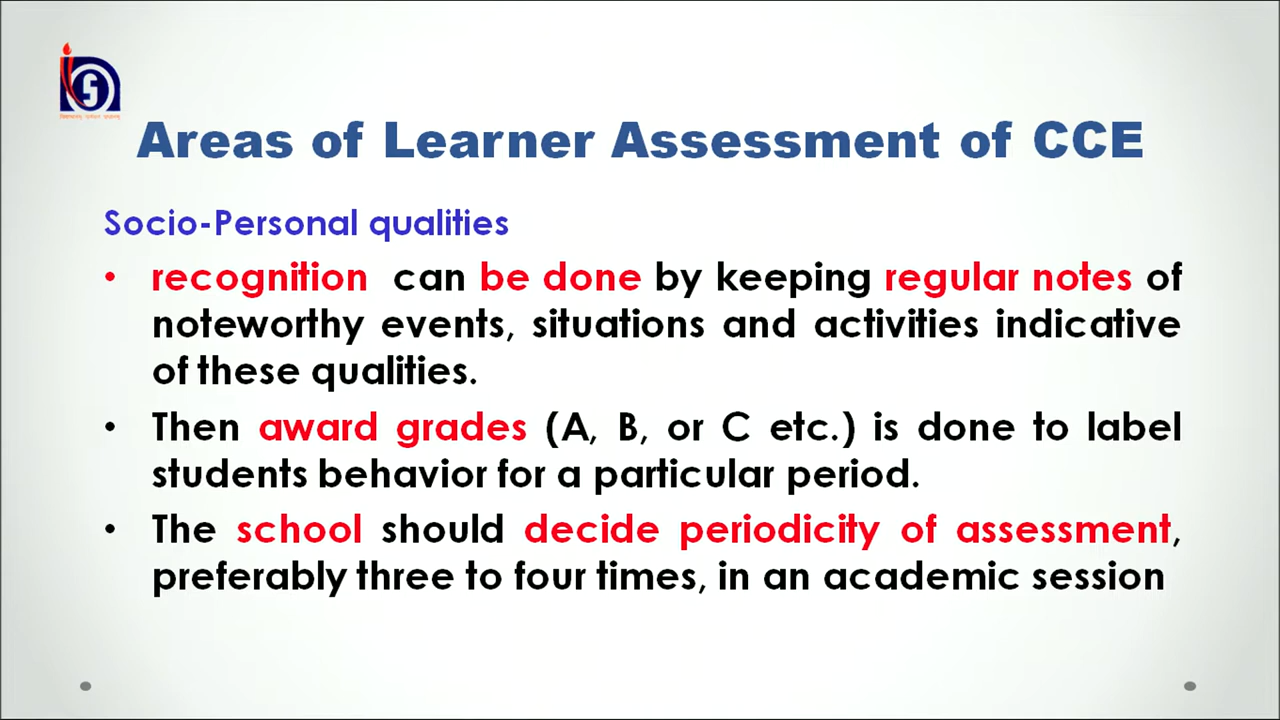 Areas of Learner Assessment of CCE
Socio-Personal qualities
• recognition can be done by keeping regular notes of
noteworthy events, situations and activities indicative
of these qualities.
• Then award grades (A, B, or C etc.) is done to label
students behavior for a particular period.
• The school should decide periodicity of assessment,
preferably three to four times, in an academic session